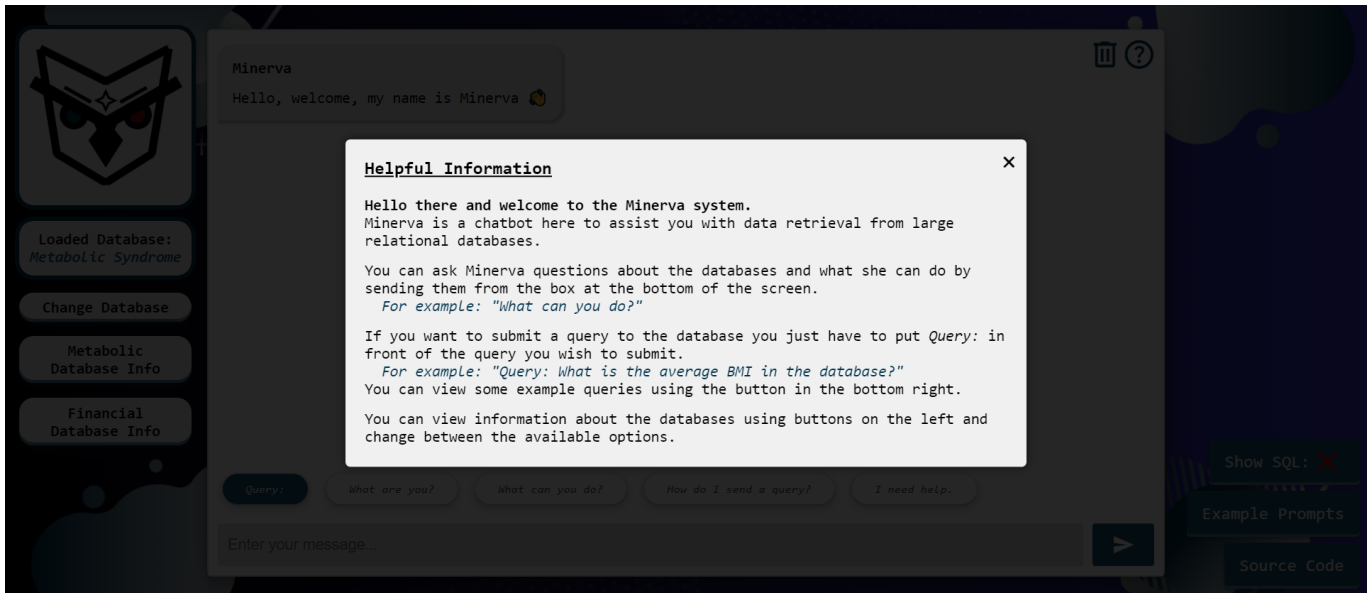 Minerva
Hello, welcome, my name is Minerva
Loaded Database:
Metabolic Syndrome
Change Database
Metabolic
Database Info
Financial
Database Info
Helpful Information
×
Hello there and welcome to the Minerva system.
Minerva is a chatbot here to assist you with data retrieval from large
relational databases.
You can ask Minerva questions about the databases and what she can do by
sending them from the box at the bottom of the screen.
For example: "What can you do?"
If you want to submit a query to the database you just have to put Query: in
front of the query you wish to submit.
For example: "Query: What is the average BMI in the database?"
You can view some example queries using the button in the bottom right.
You can view information about the databases using buttons on the left and
change between the available options.
Query:
What are you?
What can you do?
How do I send a query?
I need help.
Enter your message...
Show SQL: ❌
Example Prompts
Source Code